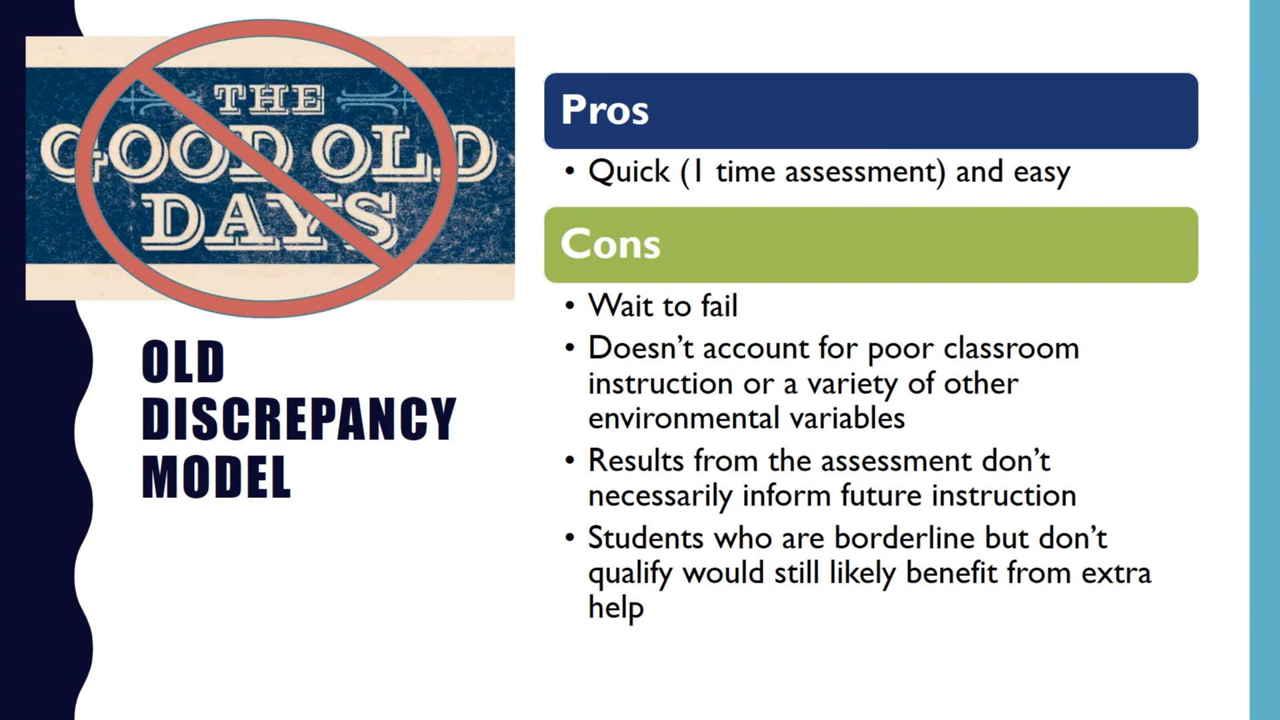 THE
GOOD OLD
DAYS
OLD
DISCREPANCY
MODEL
Pros
• Quick (1 time assessment) and easy
Cons
• Wait to fail
• Doesn’t account for poor classroom
instruction or a variety of other
environmental variables
• Results from the assessment don’t
necessarily inform future instruction
• Students who are borderline but don’t
qualify would still likely benefit from extra
help